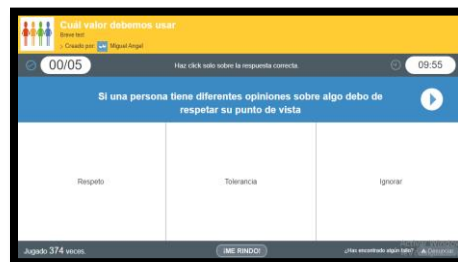 Cuál valor debemos usar
Breve test
> Creado por: Miguel Angel
00/05
Haz click solo sobre la respuesta correcta.
09:55
Si una persona tiene diferentes opiniones sobre algo debo de
respetar su punto de vista
Respeto
Tolerancia
Ignorar
Jugado 374 veces.
¡ME RINDO!
¿Has encontrado algún fallo?